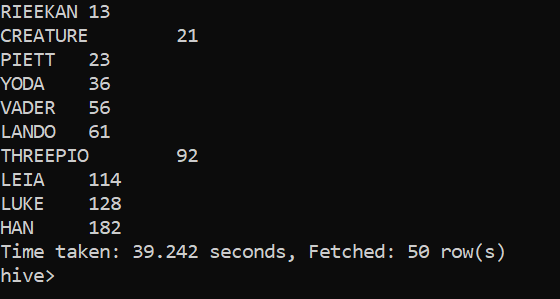 RIEEKAN 13
CREATURE 21
PIETT 23
YODA 36
VADER 56
LANDO 61
THREEPIO 92
LEIA 114
LUKE 128
HAN 182
Time taken: 39.242 seconds, Fetched: 50 row(s)
hive>